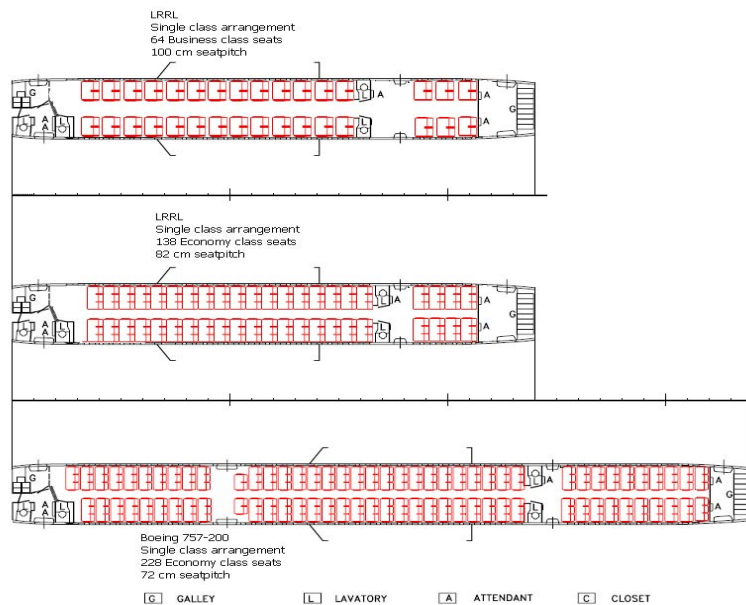 LRRL
Single class arrangement
64 Business class seats
100 cm seatpitch
G
L
A
A
A
A
L
L
A
G
LRRL
Single class arrangement
138 Economy class seats
82 cm seatpitch
G
L
A
A
A
A
L
L
A
G
G
L
A
A
A
A
L
L
A
G
Boeing 757-200
Single class arrangement
228 Economy class seats
72 cm seatpitch
G GALLEY L LAVATORY A ATTENDANT C CLOSET